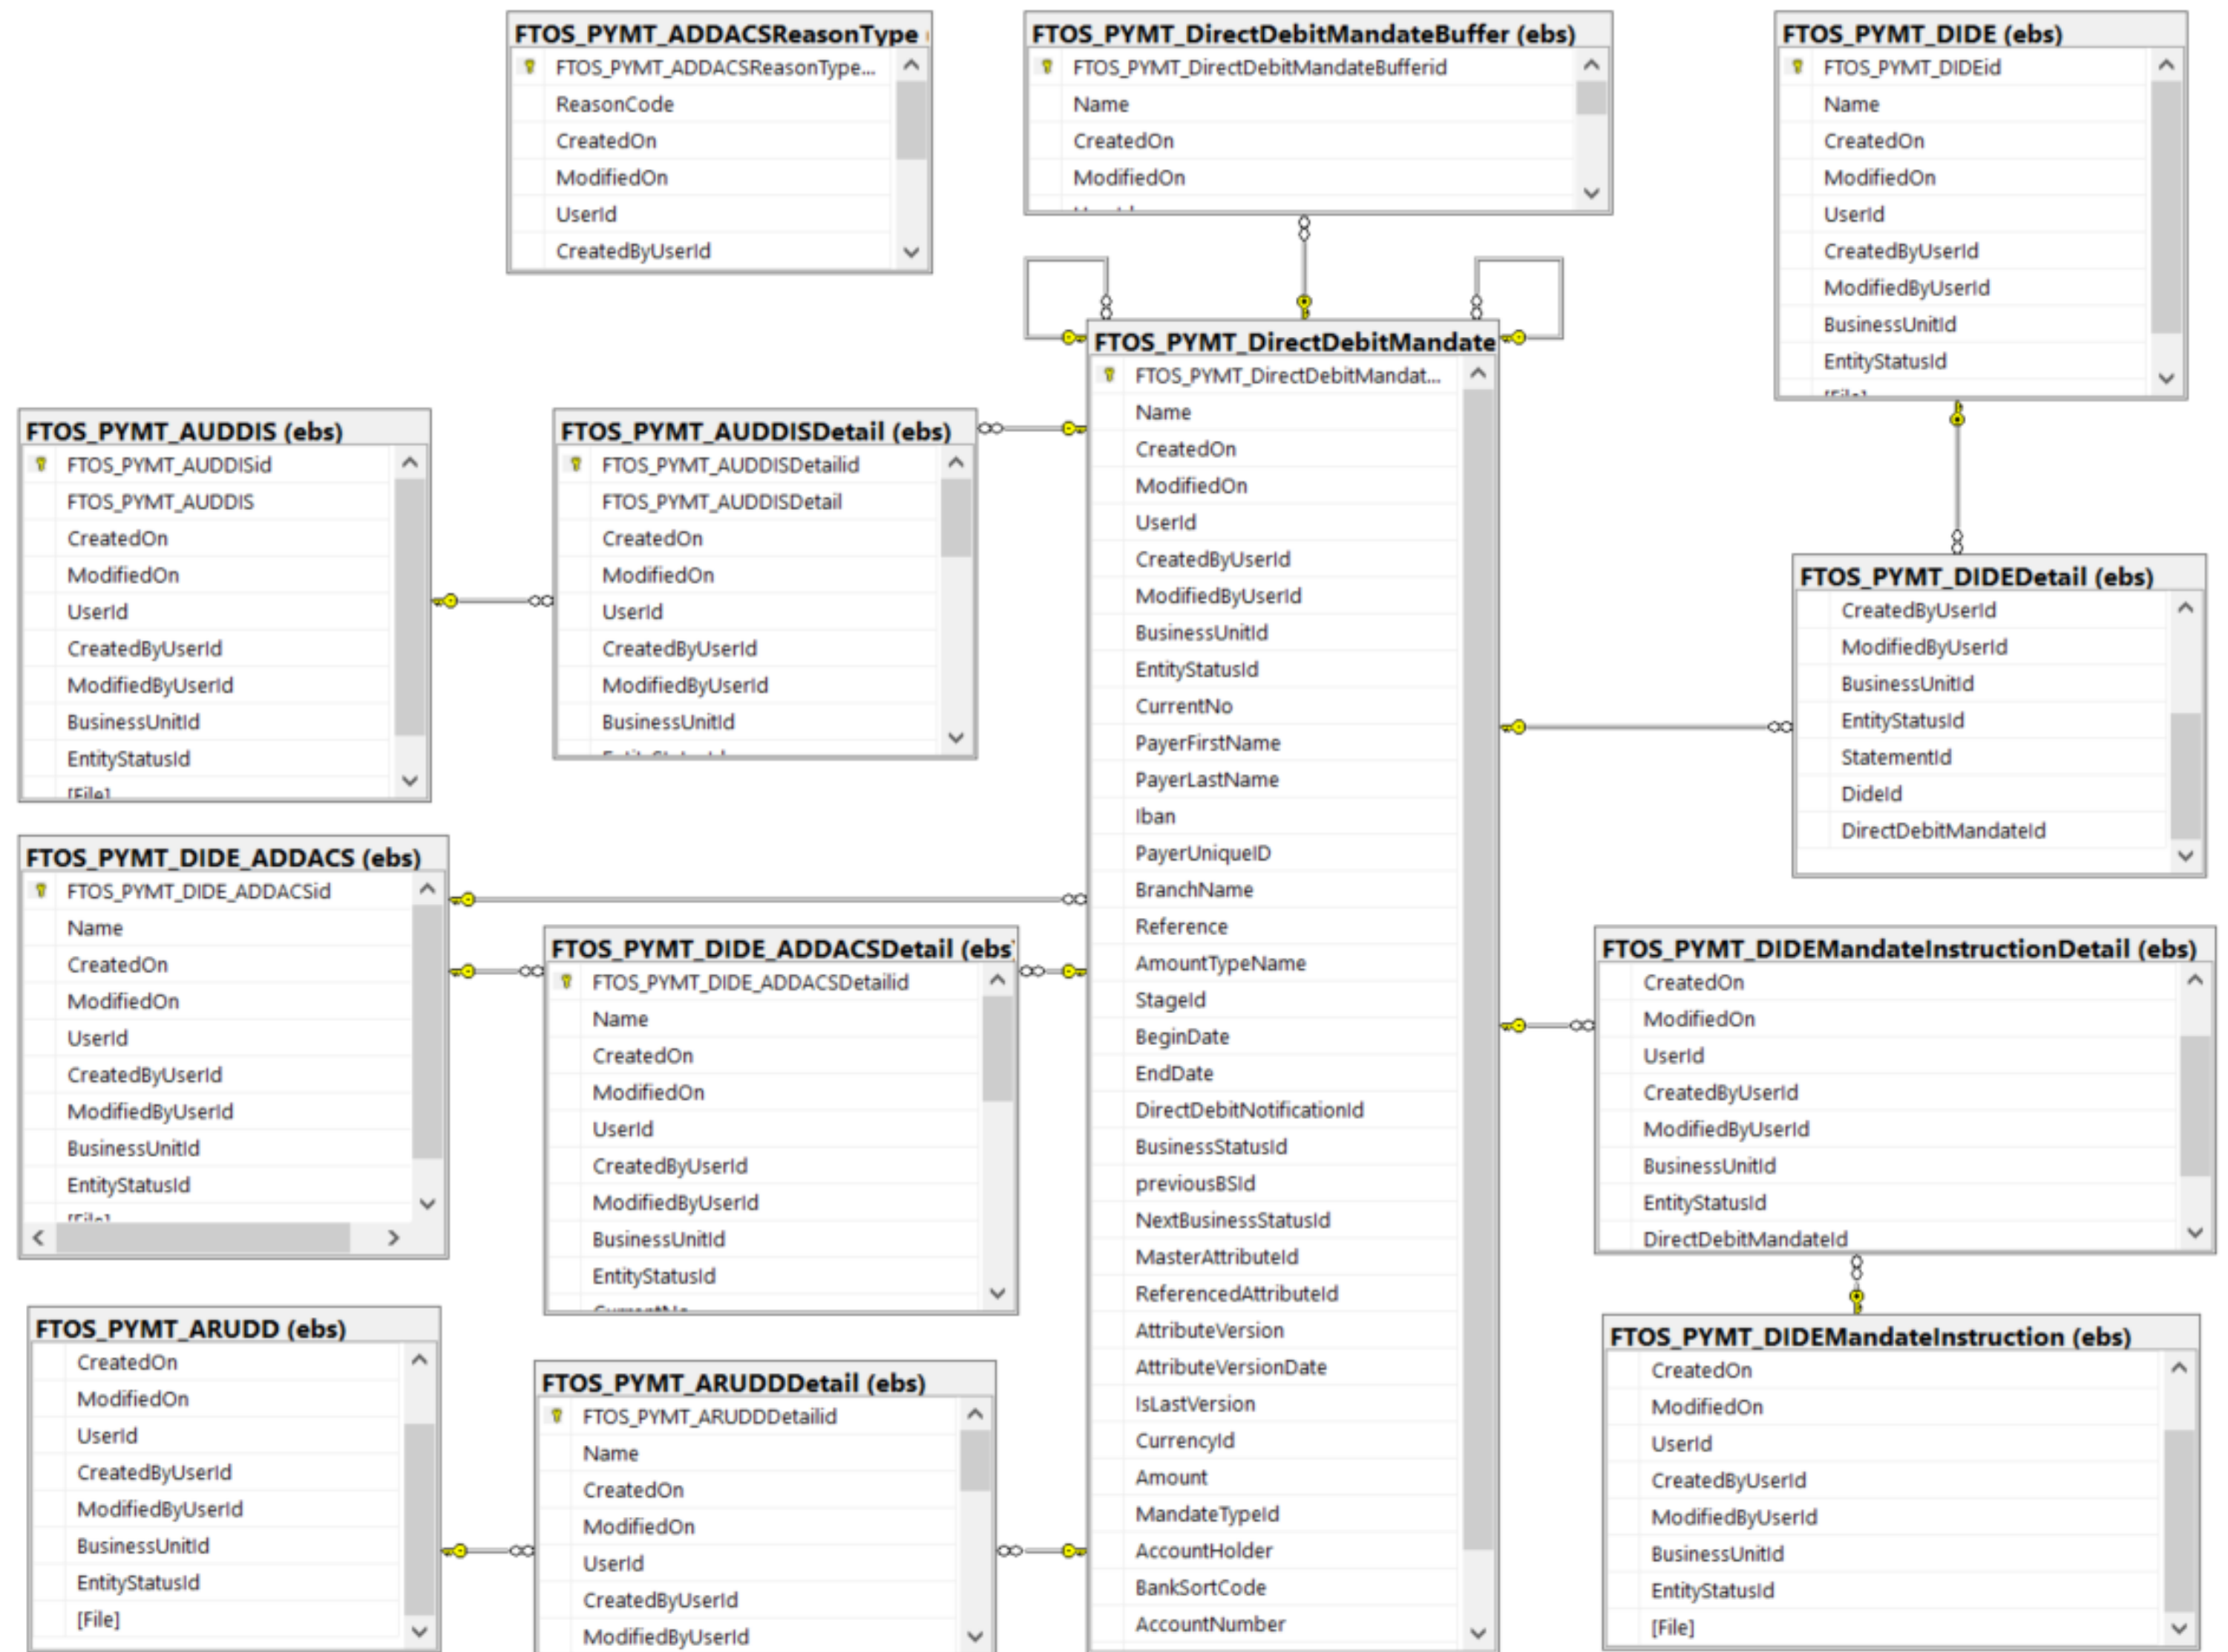 FTOS_PYMT_ADDACSReasonType
FTOS_PYMT_ADDACSReasonType...
ReasonCode
CreatedOn
ModifiedOn
UserId
CreatedByUserId
FTOS_PYMT_DirectDebitMandateBuffer (ebs)
FTOS_PYMT_DirectDebitMandateBufferid
Name
CreatedOn
ModifiedOn
FTOS_PYMT_DIDE (ebs)
FTOS_PYMT_DIDEid
Name
CreatedOn
ModifiedOn
UserId
CreatedByUserId
ModifiedByUserId
BusinessUnitId
EntityStatusId
[File]
FTOS_PYMT_AUDDIS (ebs)
FTOS_PYMT_AUDDISid
FTOS_PYMT_AUDDIS
CreatedOn
ModifiedOn
UserId
CreatedByUserId
ModifiedByUserId
BusinessUnitId
EntityStatusId
[File]
FTOS_PYMT_AUDDISDetail (ebs)
FTOS_PYMT_AUDDISDetailid
FTOS_PYMT_AUDDISDetail
CreatedOn
ModifiedOn
UserId
CreatedByUserId
ModifiedByUserId
BusinessUnitId
FTOS_PYMT_DirectDebitMandate
FTOS_PYMT_DirectDebitMandat...
Name
CreatedOn
ModifiedOn
UserId
CreatedByUserId
ModifiedByUserId
BusinessUnitId
EntityStatusId
CurrentNo
PayerFirstName
PayerLastName
Iban
PayerUniqueID
BranchName
Reference
AmountTypeName
StageId
BeginDate
EndDate
DirectDebitNotificationId
BusinessStatusId
previousBSId
NextBusinessStatusId
MasterAttributeId
ReferencedAttributeId
AttributeVersion
AttributeVersionDate
IsLastVersion
CurrencyId
Amount
MandateTypeId
AccountHolder
BankSortCode
AccountNumber
FTOS_PYMT_DIDEDetail (ebs)
CreatedByUserId
ModifiedByUserId
BusinessUnitId
EntityStatusId
StatementId
DideId
DirectDebitMandateId
FTOS_PYMT_DIDE_ADDACS (ebs)
FTOS_PYMT_DIDE_ADDACSid
Name
CreatedOn
ModifiedOn
UserId
CreatedByUserId
ModifiedByUserId
BusinessUnitId
EntityStatusId
[File]
FTOS_PYMT_DIDE_ADDACSDetail (ebs)
FTOS_PYMT_DIDE_ADDACSDetailid
Name
CreatedOn
ModifiedOn
UserId
CreatedByUserId
ModifiedByUserId
BusinessUnitId
EntityStatusId
CurrentNo
FTOS_PYMT_DIDEMandateInstructionDetail (ebs)
CreatedOn
ModifiedOn
UserId
CreatedByUserId
ModifiedByUserId
BusinessUnitId
EntityStatusId
DirectDebitMandateId
FTOS_PYMT_ARUDD (ebs)
CreatedOn
ModifiedOn
UserId
CreatedByUserId
ModifiedByUserId
BusinessUnitId
EntityStatusId
[File]
FTOS_PYMT_ARUDDDetail (ebs)
FTOS_PYMT_ARUDDDetailid
Name
CreatedOn
ModifiedOn
UserId
CreatedByUserId
ModifiedByUserId
FTOS_PYMT_DIDEMandateInstruction (ebs)
CreatedOn
ModifiedOn
UserId
CreatedByUserId
ModifiedByUserId
BusinessUnitId
EntityStatusId
[File]